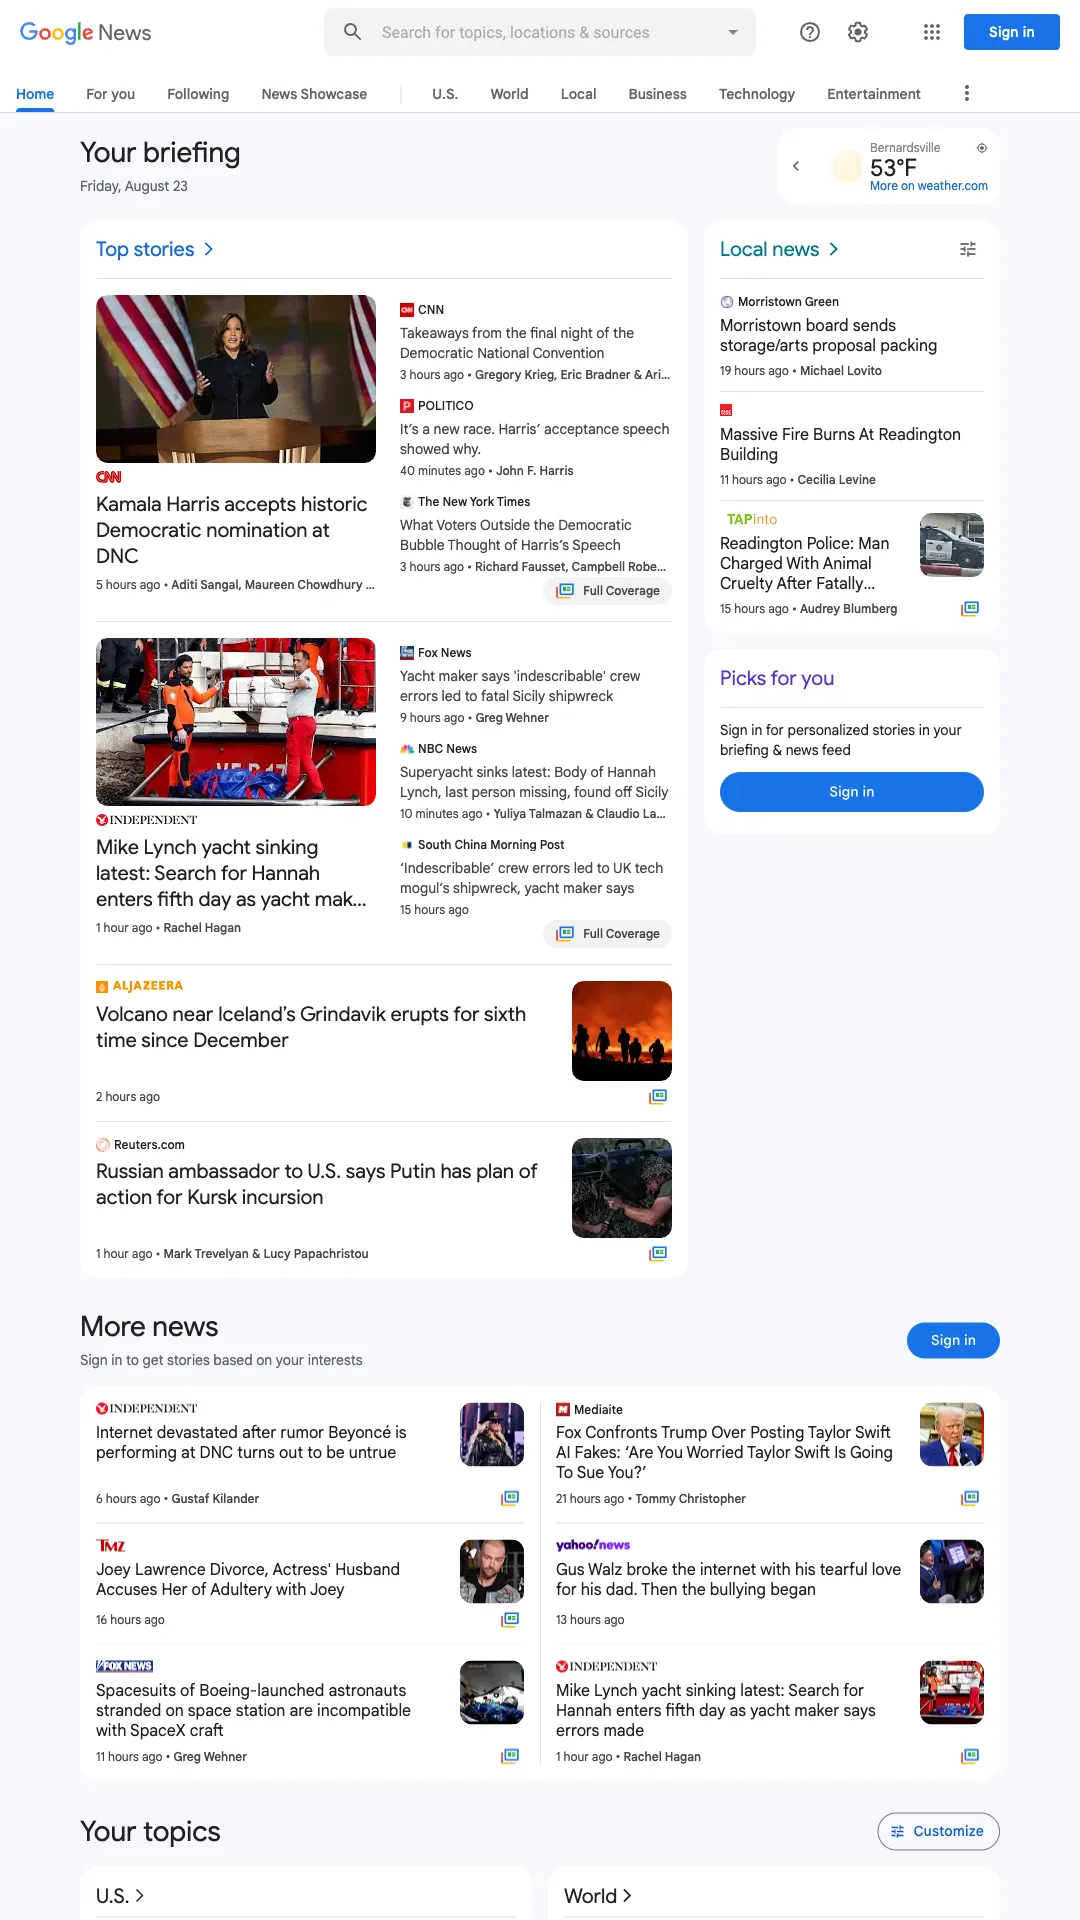 Google News
Search for topics, locations & sources
Sign in
Home
For you
Following
News Showcase
U.S.
World
Local
Business
Technology
Entertainment
Your briefing
Friday, August 23
Bernardsville
53°F
More on weather.com
Top stories
CNN
Kamala Harris accepts historic
Democratic nomination at
DNC
5 hours ago • Aditi Sangal, Maureen Chowdhury ...
CNN
Takeaways from the final night of the
Democratic National Convention
3 hours ago • Gregory Krieg, Eric Bradner & Ari...
POLITICO
It's a new race. Harris' acceptance speech
showed why.
40 minutes ago • John F. Harris
The New York Times
What Voters Outside the Democratic
Bubble Thought of Harris's Speech
3 hours ago • Richard Fausset, Campbell Robe...
Full Coverage
INDEPENDENT
Mike Lynch yacht sinking
latest: Search for Hannah
enters fifth day as yacht mak...
1 hour ago • Rachel Hagan
Fox News
Yacht maker says 'indescribable' crew
errors led to fatal Sicily shipwreck
9 hours ago • Greg Wehner
NBC News
Superyacht sinks latest: Body of Hannah
Lynch, last person missing, found off Sicily
10 minutes ago • Yuliya Talmazan & Claudio La...
South China Morning Post
'Indescribable' crew errors led to UK tech
mogul's shipwreck, yacht maker says
15 hours ago
Full Coverage
ALJAZEERA
Volcano near Iceland's Grindavik erupts for sixth
time since December
2 hours ago
Reuters.com
Russian ambassador to U.S. says Putin has plan of
action for Kursk incursion
1 hour ago • Mark Trevelyan & Lucy Papachristou
Local news
Morristown Green
Morristown board sends
storage/arts proposal packing
19 hours ago • Michael Lovito
Massive Fire Burns At Readington
Building
11 hours ago • Cecilia Levine
TAPinto
Readington Police: Man
Charged With Animal
Cruelty After Fatally...
15 hours ago • Audrey Blumberg
Picks for you
Sign in for personalized stories in your
briefing & news feed
Sign in
More news
Sign in to get stories based on your interests
Sign in
INDEPENDENT
Internet devastated after rumor Beyoncé is
performing at DNC turns out to be untrue
6 hours ago • Gustaf Kilander
Mediaite
Fox Confronts Trump Over Posting Taylor Swift
AI Fakes: 'Are You Worried Taylor Swift Is Going
To Sue You?'
21 hours ago • Tommy Christopher
TMZ
Joey Lawrence Divorce, Actress' Husband
Accuses Her of Adultery with Joey
16 hours ago
yahoo!news
Gus Walz broke the internet with his tearful love
for his dad. Then the bullying began
13 hours ago
FOX NEWS
Spacesuits of Boeing-launched astronauts
stranded on space station are incompatible
with SpaceX craft
11 hours ago • Greg Wehner
INDEPENDENT
Mike Lynch yacht sinking latest: Search for
Hannah enters fifth day as yacht maker says
errors made
1 hour ago • Rachel Hagan
Your topics
Customize
U.S.
World